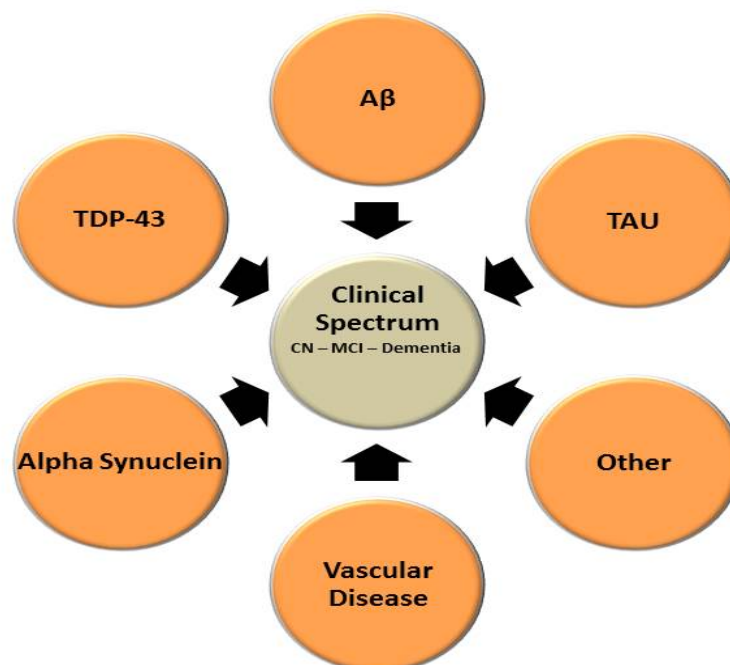 Aβ
TDP-43
TAU
Clinical
Spectrum
CN – MCI – Dementia
Alpha Synuclein
Other
Vascular
Disease